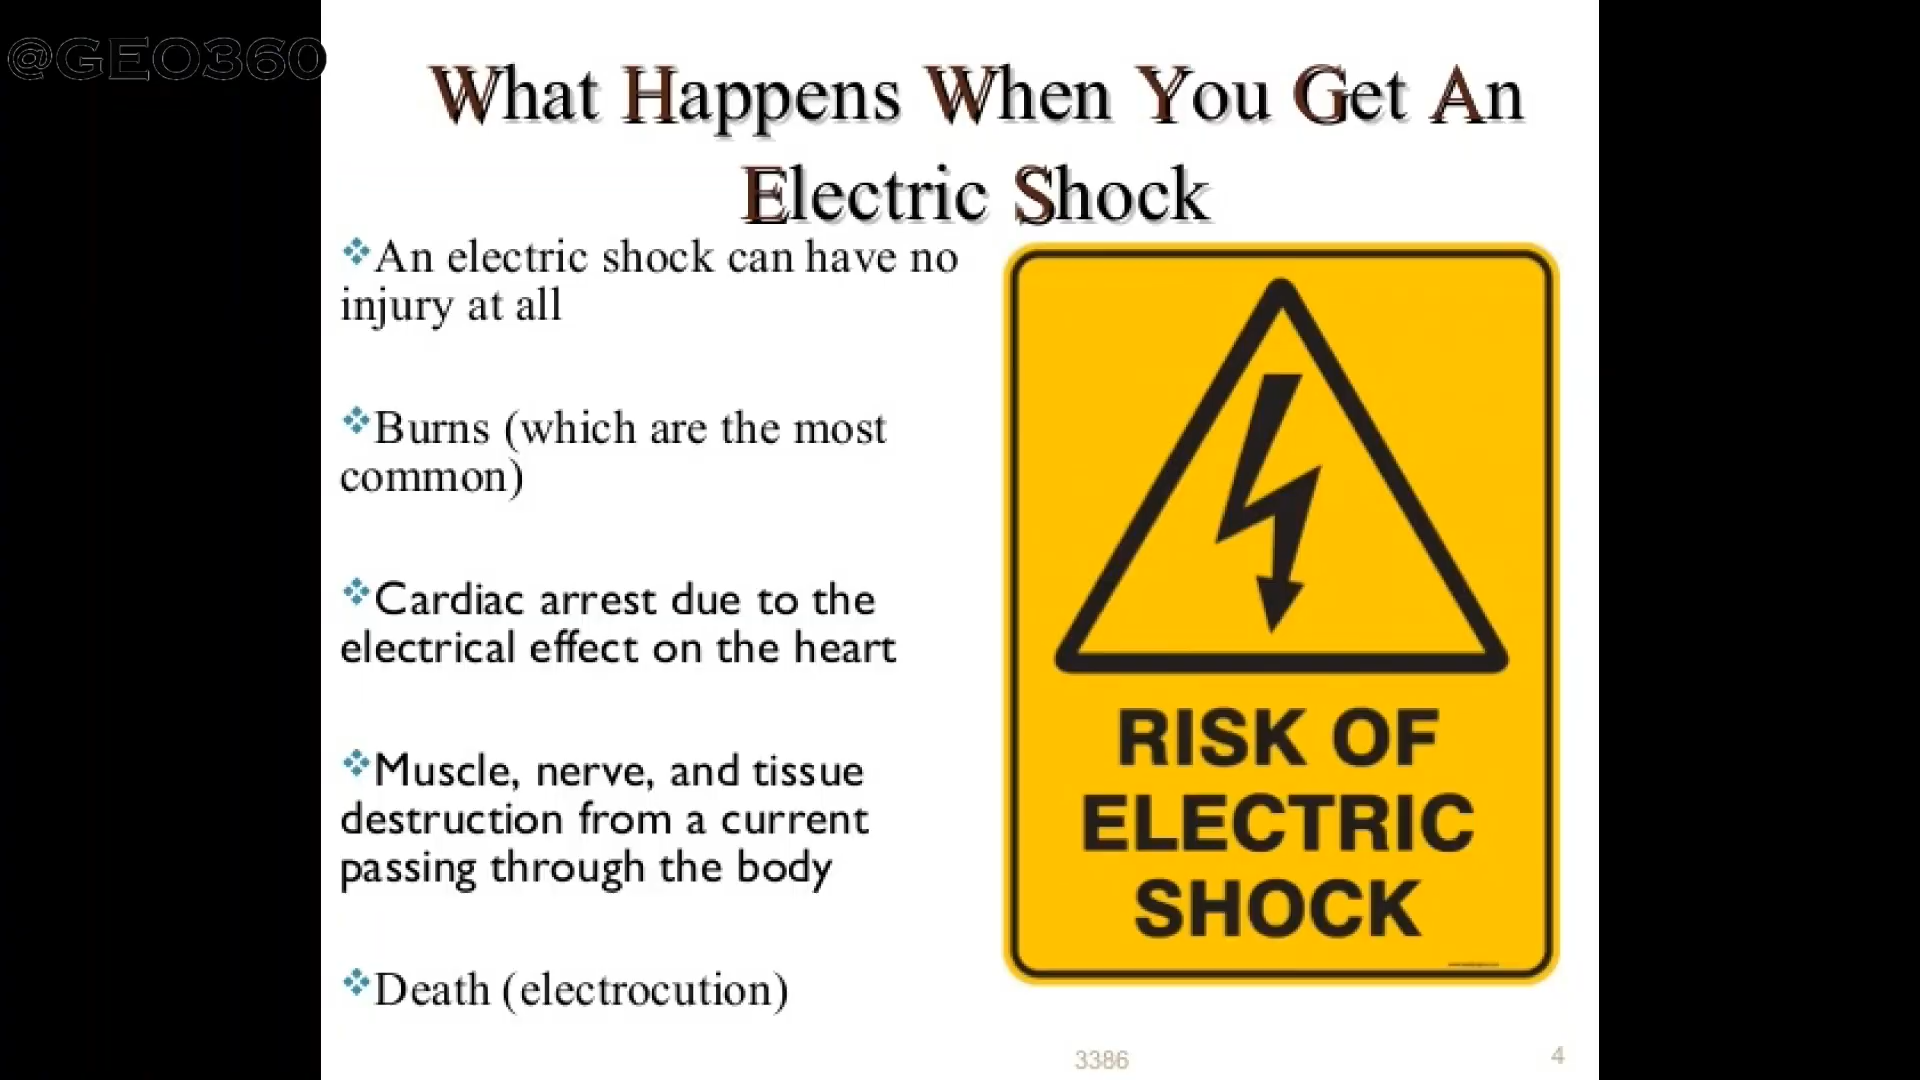 @GEO360
What Happens When You Get An
Electric Shock
❖An electric shock can have no
injury at all
❖Burns (which are the most
common)
❖Cardiac arrest due to the
electrical effect on the heart
❖Muscle, nerve, and tissue
destruction from a current
passing through the body
❖Death (electrocution)
RISK OF
ELECTRIC
SHOCK
3386
4